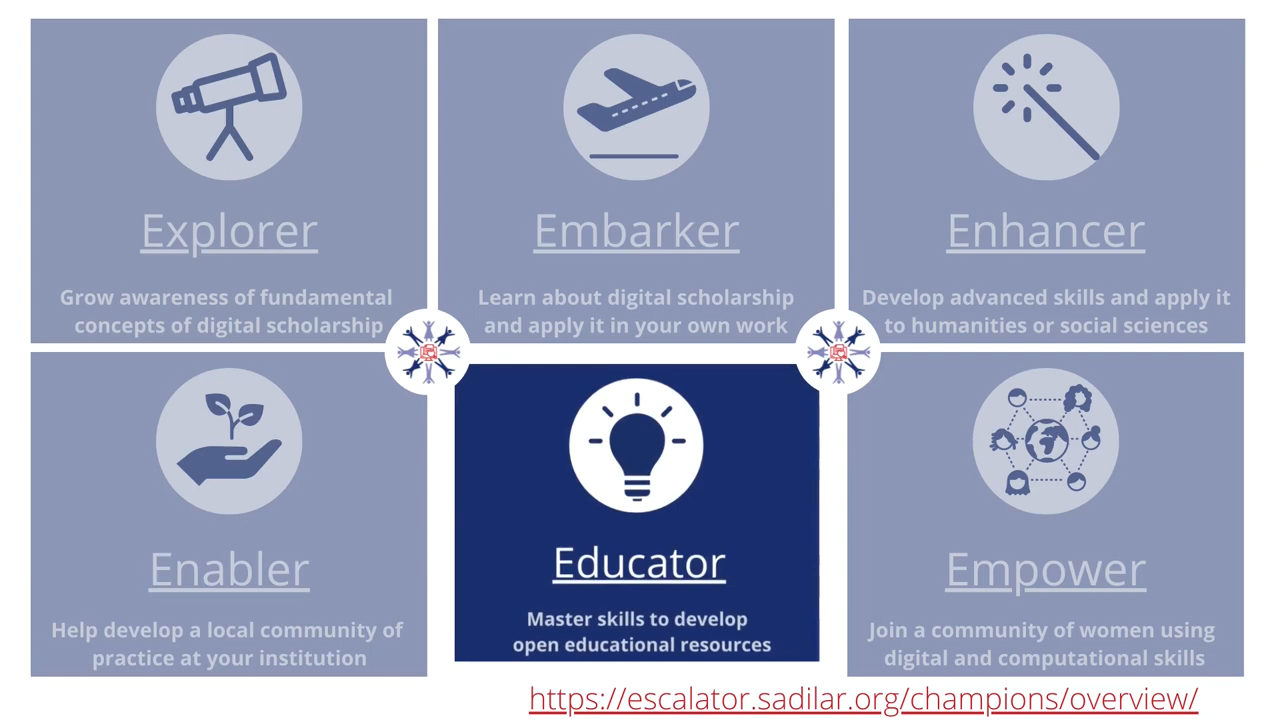 Explorer
Grow awareness of fundamental
concepts of digital scholarship
Embarker
Learn about digital scholarship
and apply it in your own work
Enhancer
Develop advanced skills and apply it
to humanities or social sciences
Enabler
Help develop a local community of
practice at your institution
Educator
Master skills to develop
open educational resources
Empower
Join a community of women using
digital and computational skills
https://escalator.sadilar.org/champions/overview/